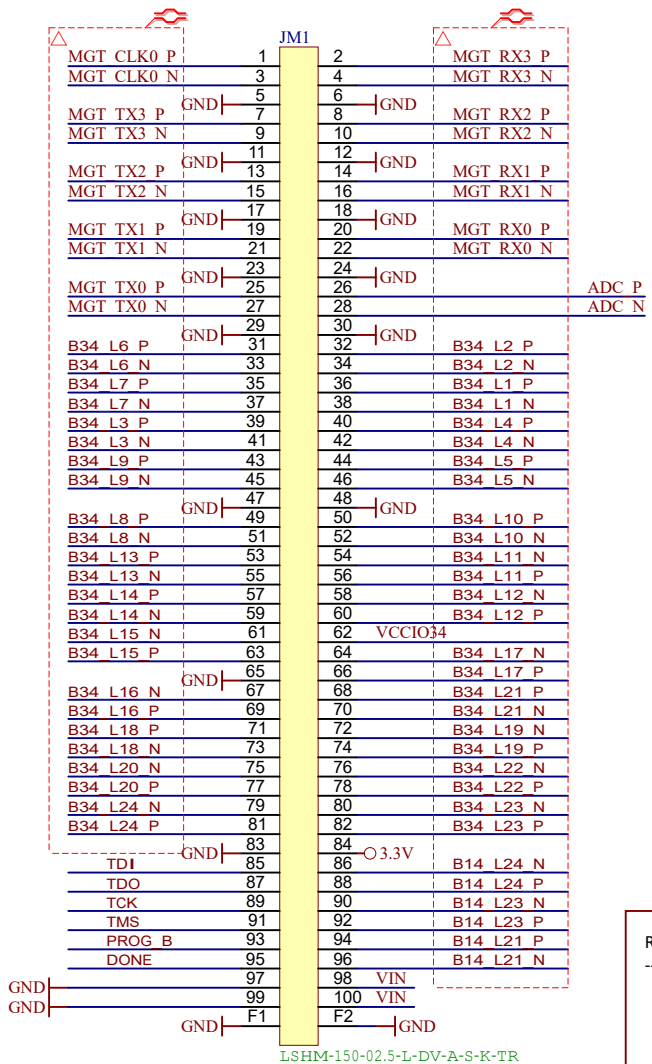 JM1
MGT_CLK0_P 1 2 MGT_RX3_P
MGT_CLK0_N 3 4 MGT_RX3_N
GND 5 6 GND
MGT_TX3_P 7 8 MGT_RX2_P
MGT_TX3_N 9 10 MGT_RX2_N
GND 11 12 GND
MGT_TX2_P 13 14 MGT_RX1_P
MGT_TX2_N 15 16 MGT_RX1_N
GND 17 18 GND
MGT_TX1_P 19 20 MGT_RX0_P
MGT_TX1_N 21 22 MGT_RX0_N
GND 23 24 GND
MGT_TX0_P 25 26 ADC_P
MGT_TX0_N 27 28 ADC_N
GND 29 30 GND
B34_L6_P 31 32 B34_L2_P
B34_L6_N 33 34 B34_L2_N
B34_L7_P 35 36 B34_L1_P
B34_L7_N 37 38 B34_L1_N
B34_L3_P 39 40 B34_L4_P
B34_L3_N 41 42 B34_L4_N
B34_L9_P 43 44 B34_L5_P
B34_L9_N 45 46 B34_L5_N
GND 47 48 GND
B34_L8_P 49 50 B34_L10_P
B34_L8_N 51 52 B34_L10_N
B34_L13_P 53 54 B34_L11_N
B34_L13_N 55 56 B34_L11_P
B34_L14_P 57 58 B34_L12_N
B34_L14_N 59 60 B34_L12_P
B34_L15_N 61 62 VCCIO34
B34_L15_P 63 64 B34_L17_N
GND 65 66 B34_L17_P
B34_L16_N 67 68 B34_L21_P
B34_L16_P 69 70 B34_L21_N
B34_L18_P 71 72 B34_L19_N
B34_L18_N 73 74 B34_L19_P
B34_L20_N 75 76 B34_L22_N
B34_L20_P 77 78 B34_L22_P
B34_L24_N 79 80 B34_L23_N
B34_L24_P 81 82 B34_L23_P
GND 83 84 3.3V
TDI 85 86 B14_L24_N
TDO 87 88 B14_L24_P
TCK 89 90 B14_L23_N
TMS 91 92 B14_L23_P
PROG_B 93 94 B14_L21_P
DONE 95 96 B14_L21_N
GND 97 98 VIN
GND 99 100 VIN
GND F1 F2 GND
LSHM-150-02.5-L-DV-A-S-K-TR